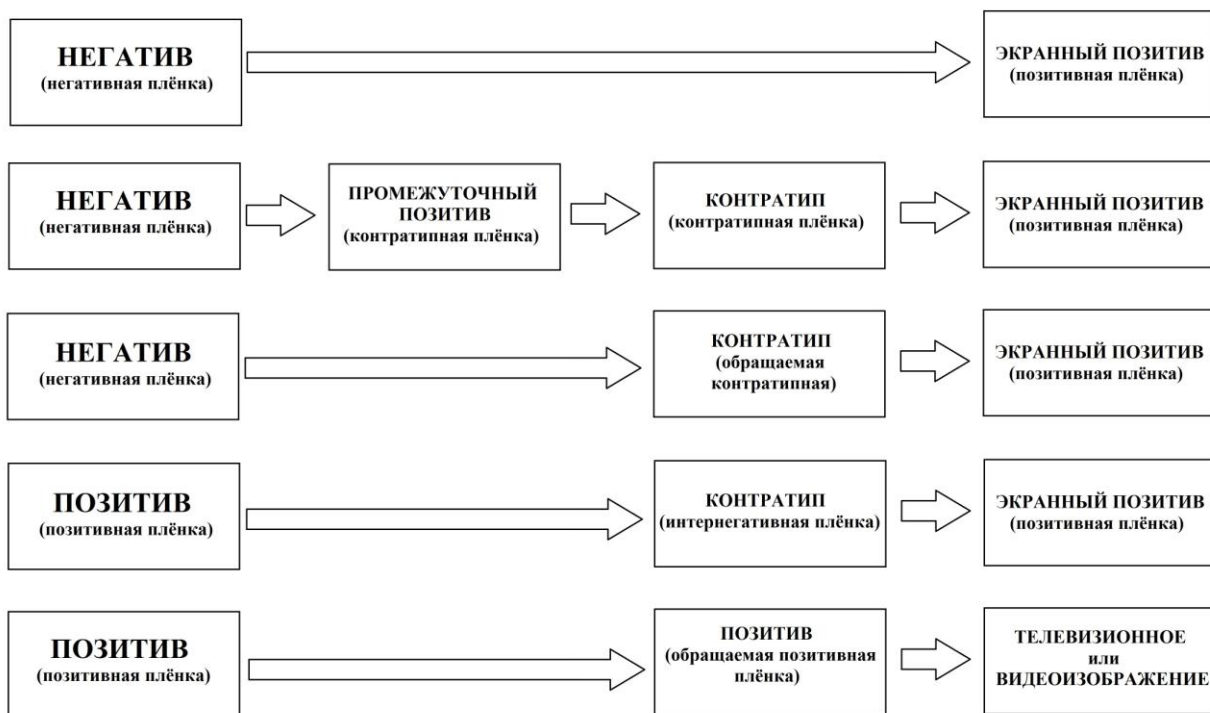 НЕГАТИВ
(негативная плёнка)
ЭКРАННЫЙ ПОЗИТИВ
(позитивная плёнка)
НЕГАТИВ
(негативная плёнка)
ПРОМЕЖУТОЧНЫЙ
ПОЗИТИВ
(контратипная плёнка)
КОНТРАТИП
(контратипная плёнка)
ЭКРАННЫЙ ПОЗИТИВ
(позитивная плёнка)
НЕГАТИВ
(негативная плёнка)
КОНТРАТИП
(обращаемая
контратипная)
ЭКРАННЫЙ ПОЗИТИВ
(позитивная плёнка)
ПОЗИТИВ
(позитивная плёнка)
КОНТРАТИП
(интернегативная плёнка)
ЭКРАННЫЙ ПОЗИТИВ
(позитивная плёнка)
ПОЗИТИВ
(позитивная плёнка)
ПОЗИТИВ
(обращаемая позитивная
плёнка)
ТЕЛЕВИЗИОННОЕ
или
ВИДЕОИЗОБРАЖЕНИЕ